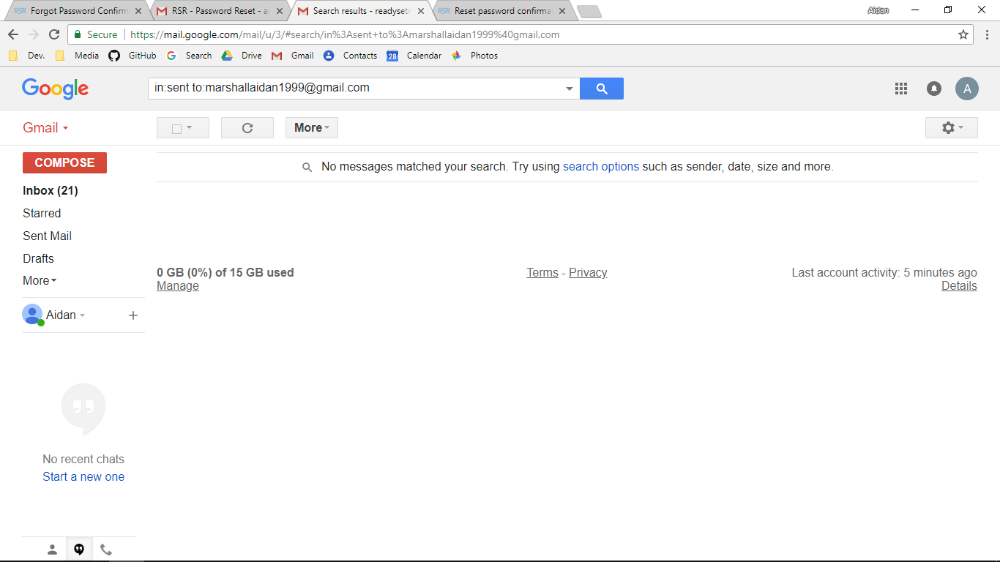 RSR Forgot Password Confirm
RSR - Password Reset - ai
Search results - readysetr
RSR Reset password confirmat
Aidan
Secure
https://mail.google.com/mail/u/3/#search/in%3Asent+to%3Amarshallaidan1999%40gmail.com
Dev. Media GitHub Search Drive Gmail Contacts 28 Calendar Photos
Google
in:sent to:marshallaidan1999@gmail.com
A
Gmail
More
COMPOSE
No messages matched your search. Try using search options such as sender, date, size and more.
Inbox (21)
Starred
Sent Mail
Drafts
More
0 GB (0%) of 15 GB used
Manage
Terms - Privacy
Last account activity: 5 minutes ago
Details
Aidan
No recent chats
Start a new one